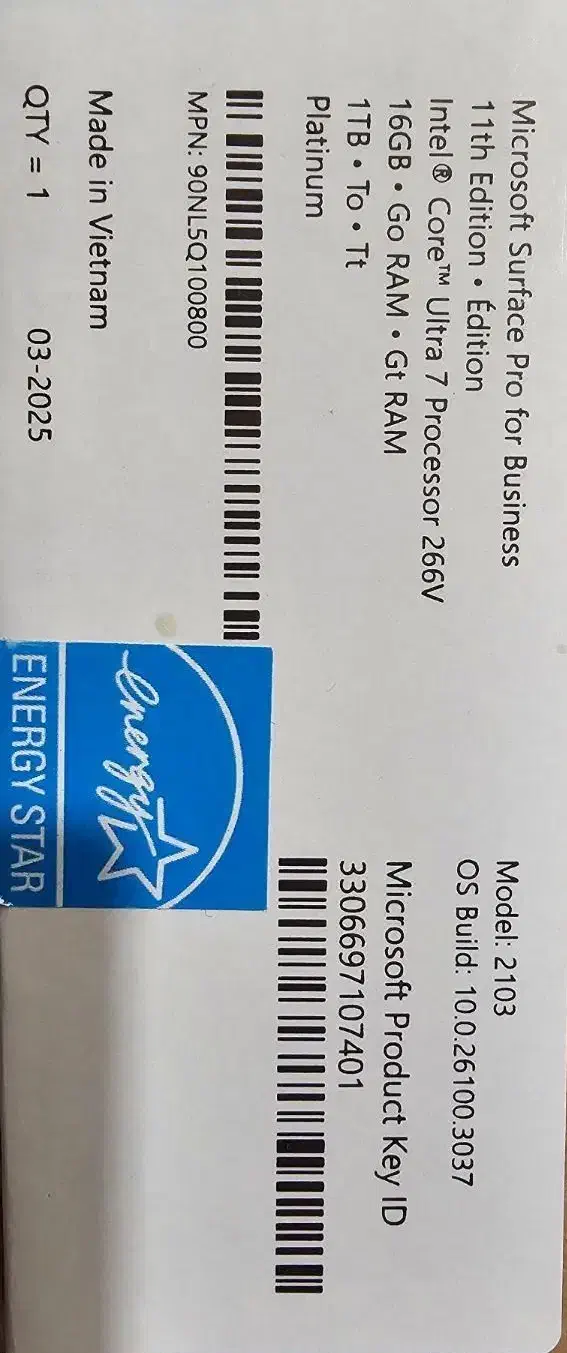 Microsoft Surface Pro for Business
11th Edition • Édition
Intel® Core™ Ultra 7 Processor 266V
16GB • Go RAM • Gt RAM
1TB • To • Tt
Platinum
MPN: 90NL5Q100800
Made in Vietnam
QTY = 1 03-2025
Model: 2103
OS Build: 10.0.26100.3037
Microsoft Product Key ID
3306697107401
energy
ENERGY STAR